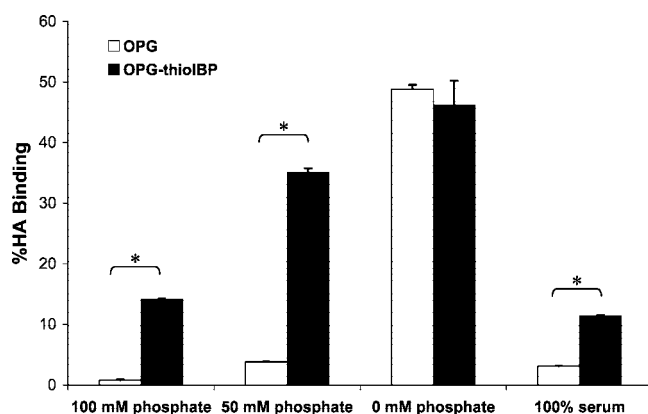 %HA Binding
60
50
40
30
20
10
0
OPG
OPG-thiolBP
*
*
*
100 mM phosphate
50 mM phosphate
0 mM phosphate
100% serum